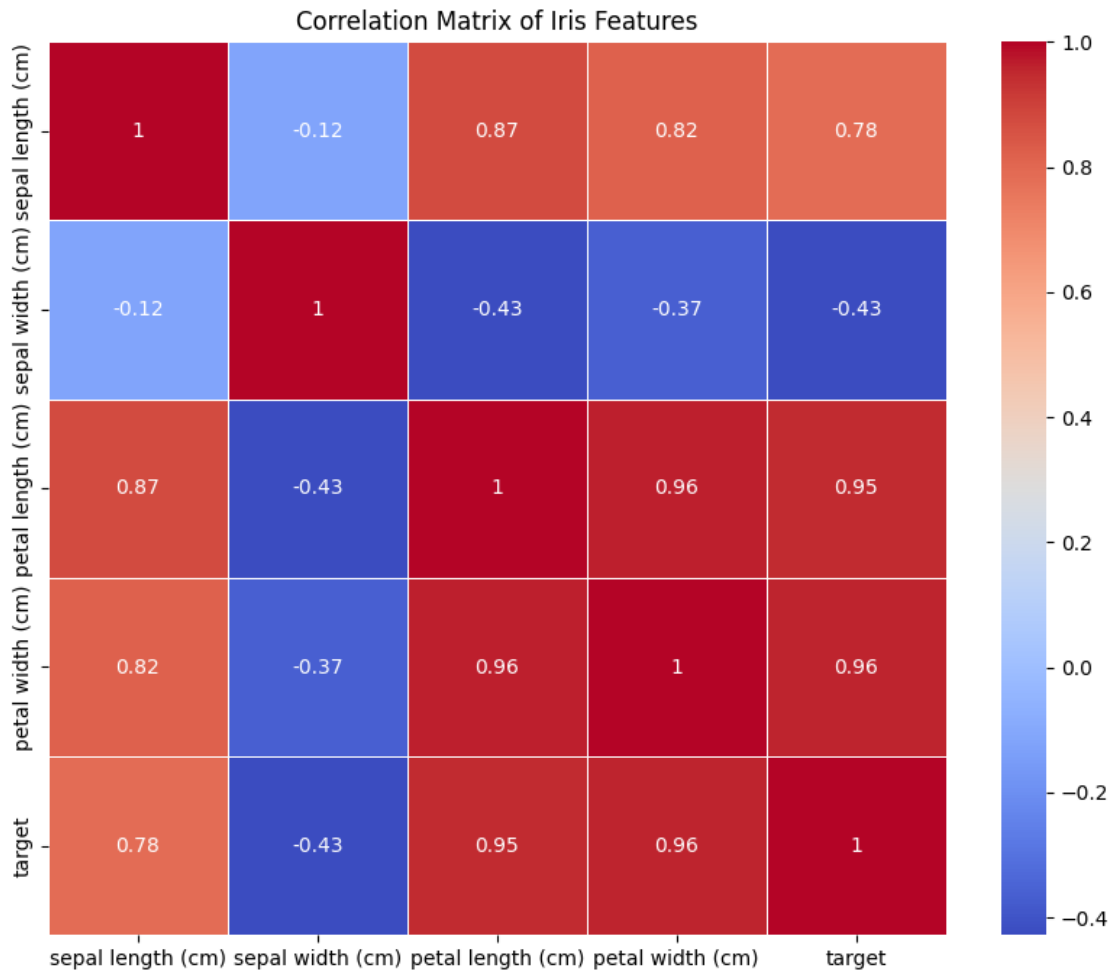 Correlation Matrix of Iris Features
sepal length (cm)
1 -0.12 0.87 0.82 0.78
sepal width (cm)
-0.12 1 -0.43 -0.37 -0.43
petal length (cm)
0.87 -0.43 1 0.96 0.95
petal width (cm)
0.82 -0.37 0.96 1 0.96
target
0.78 -0.43 0.95 0.96 1
sepal length (cm) sepal width (cm) petal length (cm) petal width (cm) target
1.0
0.8
0.6
0.4
0.2
0.0
−0.2
−0.4